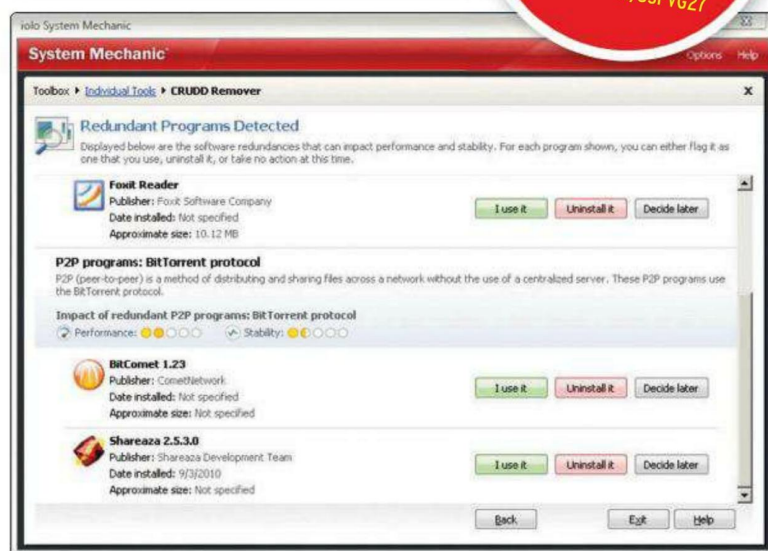 iolo System Mechanic
System Mechanic
Options Help
Toolbox ▸ Individual Tools ▸ CRUDD Remover x
Redundant Programs Detected
Displayed below are the software redundancies that can impact performance and stability. For each program shown, you can either flag it as
one that you use, uninstall it, or take no action at this time.
Foxit Reader
Publisher: Foxit Software Company
Date installed: Not specified
Approximate size: 10.12 MB
I use it Uninstall it Decide later
P2P programs: BitTorrent protocol
P2P (peer-to-peer) is a method of distributing and sharing files across a network without the use of a centralized server. These P2P programs use
the BitTorrent protocol.
Impact of redundant P2P programs: BitTorrent protocol
Performance: Stability:
BitComet 1.23
Publisher: CometNetwork
Date installed: Not specified
Approximate size: Not specified
I use it Uninstall it Decide later
Shareaza 2.5.3.0
Publisher: Shareaza Development Team
Date installed: 9/3/2010
Approximate size: Not specified
I use it Uninstall it Decide later
Back Exit Help